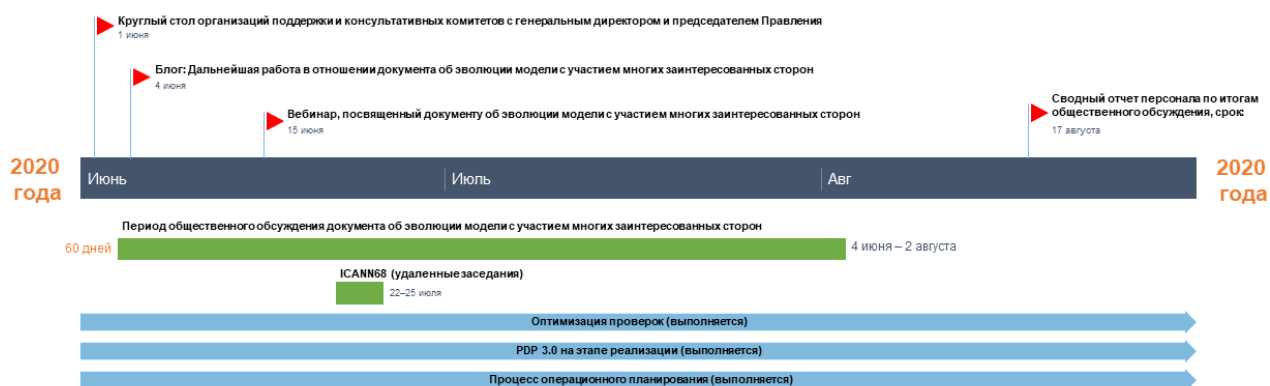 Круглый стол организаций поддержки и консультативных комитетов с генеральным директором и председателем Правления
1 июня
Блог: Дальнейшая работа в отношении документа об эволюции модели с участием многих заинтересованных сторон
4 июня
Вебинар, посвященный документу об эволюции модели с участием многих заинтересованных сторон
15 июня
Сводный отчет персонала по итогам
общественного обсуждения, срок:
17 августа
2020
года
Июнь
Июль
Авг
2020
года
Период общественного обсуждения документа об эволюции модели с участием многих заинтересованных сторон
60 дней
4 июня – 2 августа
ICANN68 (удаленные заседания)
22–25 июля
Оптимизация проверок (выполняется)
PDP 3.0 на этапе реализации (выполняется)
Процесс операционного планирования (выполняется)